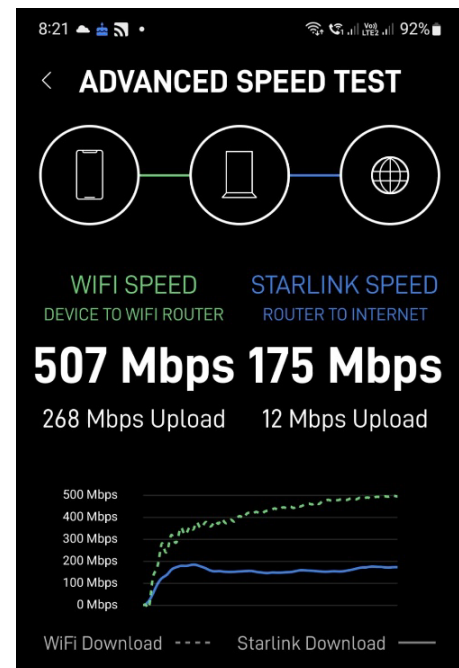 8:21
Vo)) LTE2 92%
ADVANCED SPEED TEST
WIFI SPEED STARLINK SPEED
DEVICE TO WIFI ROUTER ROUTER TO INTERNET
507 Mbps 175 Mbps
268 Mbps Upload 12 Mbps Upload
500 Mbps
400 Mbps
300 Mbps
200 Mbps
100 Mbps
0 Mbps
WiFi Download Starlink Download